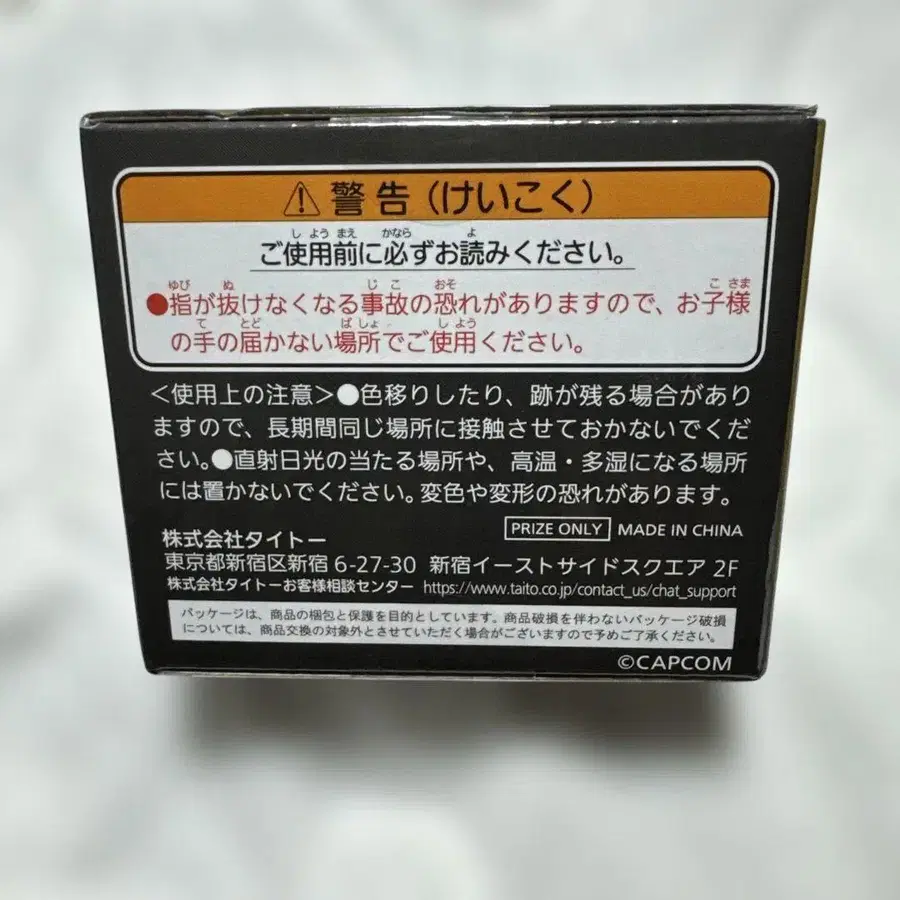 ⚠警告（けいこく）
ご使用前に必ずお読みください。
しようまえ かなら よ
●指が抜けなくなる事故の恐れがありますので、お子様
ゆび ぬ じこ おそ こさま
の手の届かない場所でご使用ください。
て とど ばしょ しよう
＜使用上の注意＞●色移りしたり、跡が残る場合があり
ますので、長期間同じ場所に接触させておかないでくだ
さい。●直射日光の当たる場所や、高温・多湿になる場所
には置かないでください。変色や変形の恐れがあります。
PRIZE ONLY MADE IN CHINA
株式会社タイトー
東京都新宿区新宿6-27-30 新宿イーストサイドスクエア 2F
株式会社タイトーお客様相談センター https://www.taito.co.jp/contact_us/chat_support
パッケージは、商品の梱包と保護を目的としています。商品破損を伴わないパッケージ破損
については、商品交換の対象外とさせていただく場合がございますので予めご了承ください。
©CAPCOM